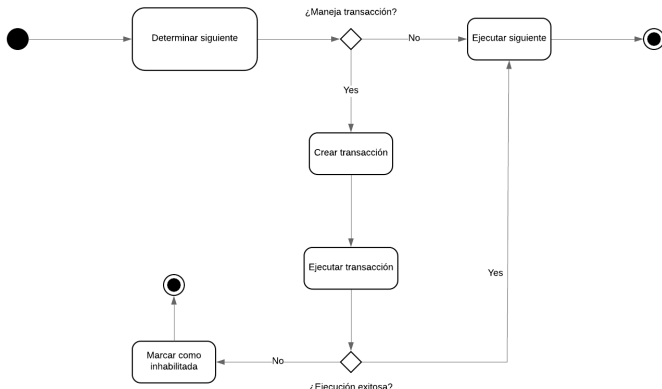 ¿Maneja transacción?
Determinar siguiente
No
Ejecutar siguiente
Yes
Crear transacción
Ejecutar transacción
Yes
Marcar como
inhabilitada
No
¿Ejecución exitosa?